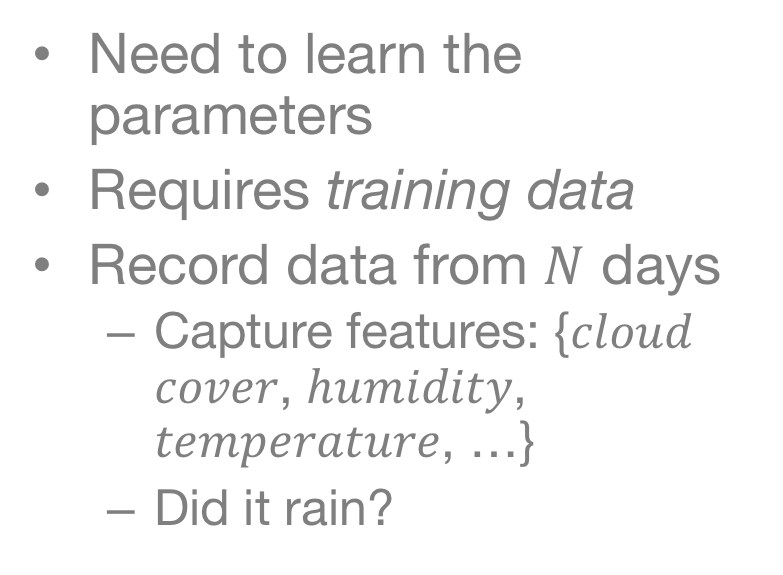 • Need to learn the
parameters
• Requires training data
• Record data from N days
– Capture features: {cloud
cover, humidity,
temperature, …}
– Did it rain?